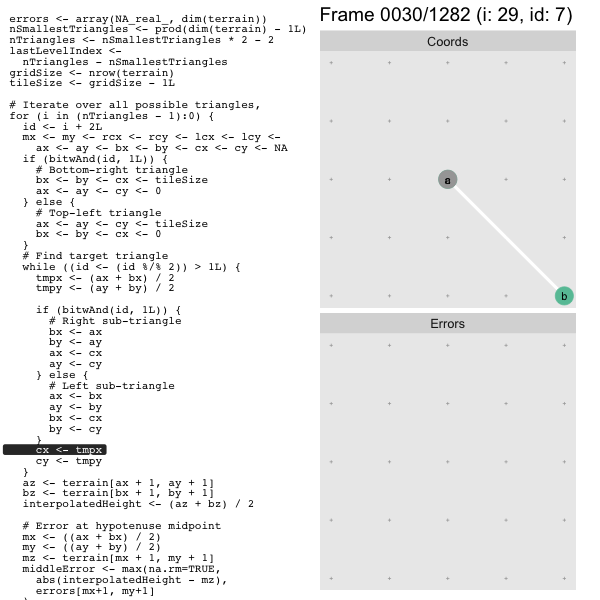 errors <- array(NA_real_, dim(terrain))
nSmallestTriangles <- prod(dim(terrain) - 1L)
nTriangles <- nSmallestTriangles * 2 - 2
lastLevelIndex <-
  nTriangles - nSmallestTriangles
gridSize <- nrow(terrain)
tileSize <- gridSize - 1L
# Iterate over all possible triangles,
for (i in (nTriangles - 1):0) {
  id <- i + 2L
  mx <- my <- rcx <- rcy <- lcx <- lcy <-
    ax <- ay <- bx <- by <- cx <- cy <- NA
  if (bitwAnd(id, 1L)) {
    # Bottom-right triangle
    bx <- by <- cx <- tileSize
    ax <- ay <- cy <- 0
  } else {
    # Top-left triangle
    ax <- ay <- cy <- tileSize
    bx <- by <- cx <- 0
  }
  # Find target triangle
  while ((id <- (id %/% 2)) > 1L) {
    tmpx <- (ax + bx) / 2
    tmpy <- (ay + by) / 2
    if (bitwAnd(id, 1L)) {
      # Right sub-triangle
      bx <- ax
      by <- ay
      ax <- cx
      ay <- cy
    } else {
      # Left sub-triangle
      ax <- bx
      ay <- by
      bx <- cx
      by <- cy
    }
    cx <- tmpx
    cy <- tmpy
  }
  az <- terrain[ax + 1, ay + 1]
  bz <- terrain[bx + 1, by + 1]
  interpolatedHeight <- (az + bz) / 2
  # Error at hypotenuse midpoint
  mx <- ((ax + bx) / 2)
  my <- ((ay + by) / 2)
  mz <- terrain[mx + 1, my + 1]
  middleError <- max(na.rm=TRUE,
    abs(interpolatedHeight - mz),
    errors[mx+1, my+1]
  )
Frame 0030/1282 (i: 29, id: 7)
Coords
a
b
Errors